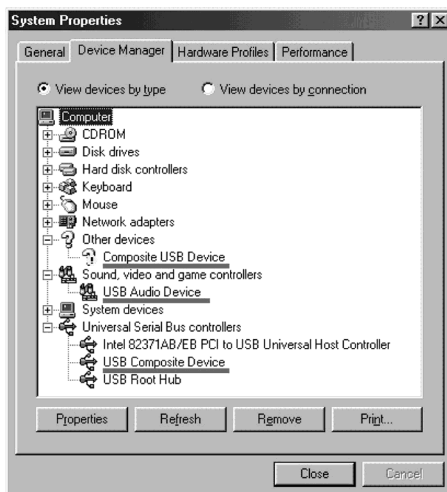 System Properties
General Device Manager Hardware Profiles Performance
View devices by type View devices by connection
Computer
CDROM
Disk drives
Hard disk controllers
Keyboard
Mouse
Network adapters
Other devices
Composite USB Device
Sound, video and game controllers
USB Audio Device
System devices
Universal Serial Bus controllers
Intel 82371AB/EB PCI to USB Universal Host Controller
USB Composite Device
USB Root Hub
Properties Refresh Remove Print...
Close Cancel